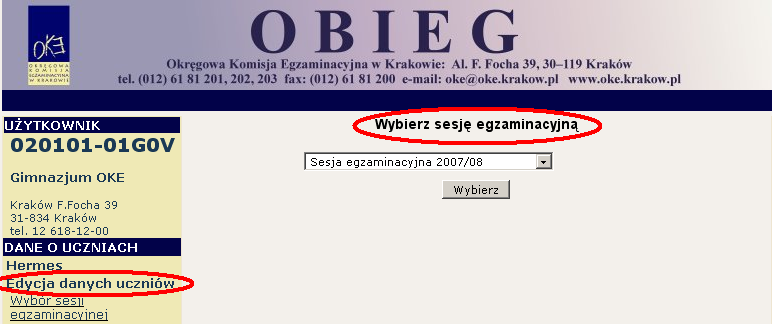 OBIEG
OKE
OKRĘGOWA
KOMISJA
EGZAMINACYJNA
W KRAKOWIE
Okręgowa Komisja Egzaminacyjna w Krakowie: Al. F. Focha 39, 30–119 Kraków
tel. (012) 61 81 201, 202, 203 fax: (012) 61 81 200 e-mail: oke@oke.krakow.pl www.oke.krakow.pl
UŻYTKOWNIK
020101-01G0V
Gimnazjum OKE
Kraków F.Focha 39
31-834 Kraków
tel. 12 618-12-00
DANE O UCZNIACH
Hermes
Edycja danych uczniów
Wybór sesji
egzaminacyjnej
Wybierz sesję egzaminacyjną
Sesja egzaminacyjna 2007/08
Wybierz